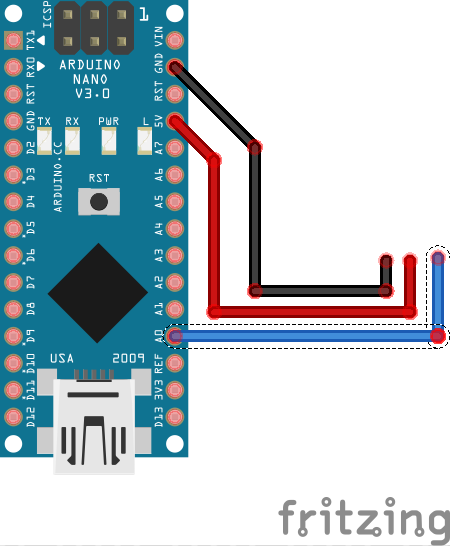 ICSP
1
TX1
RX0
RST
GND
D2
D3
D4
D5
D6
D7
D8
D9
D10
D11
D12
ARDUINO
NANO
V3.0
TX RX PWR L
ARDUINO.CC
RST
USA 2009
VIN
GND
RST
5V
A7
A6
A5
A4
A3
A2
A1
A0
REF
3V3
D13
fritzing